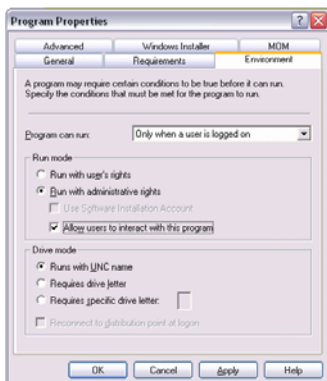 Program Properties
Advanced
Windows Installer
MOM
General
Requirements
Environment
A program may require certain conditions to be true before it can run.
Specify the conditions that must be met for the program to run.
Program can run:
Only when a user is logged on
Run mode
Run with user's rights
Run with administrative rights
Use Software Installation Account
Allow users to interact with this program
Drive mode
Runs with UNC name
Requires drive letter
Requires specific drive letter:
Reconnect to distribution point at logon
OK
Cancel
Apply
Help